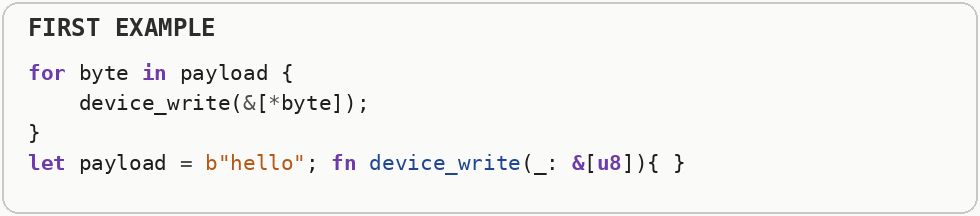 FIRST EXAMPLE
for byte in payload {
    device_write(&[*byte]);
}
let payload = b"hello"; fn device_write(_: &[u8]){ }